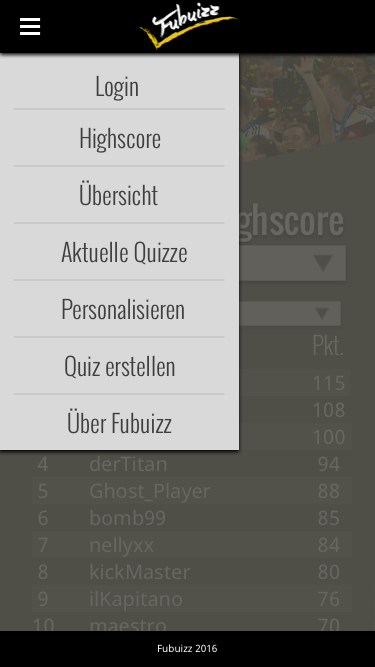 Fubuizz
Login
Highscore
Übersicht
Aktuelle Quizze
Personalisieren
Quiz erstellen
Über Fubuizz
ghscore
Pkt.
115
108
100
4 derTitan 94
5 Ghost_Player 88
6 bomb99 85
7 nellyxx 84
8 kickMaster 80
9 ilKapitano 76
10 maestro 70
Fubuizz 2016